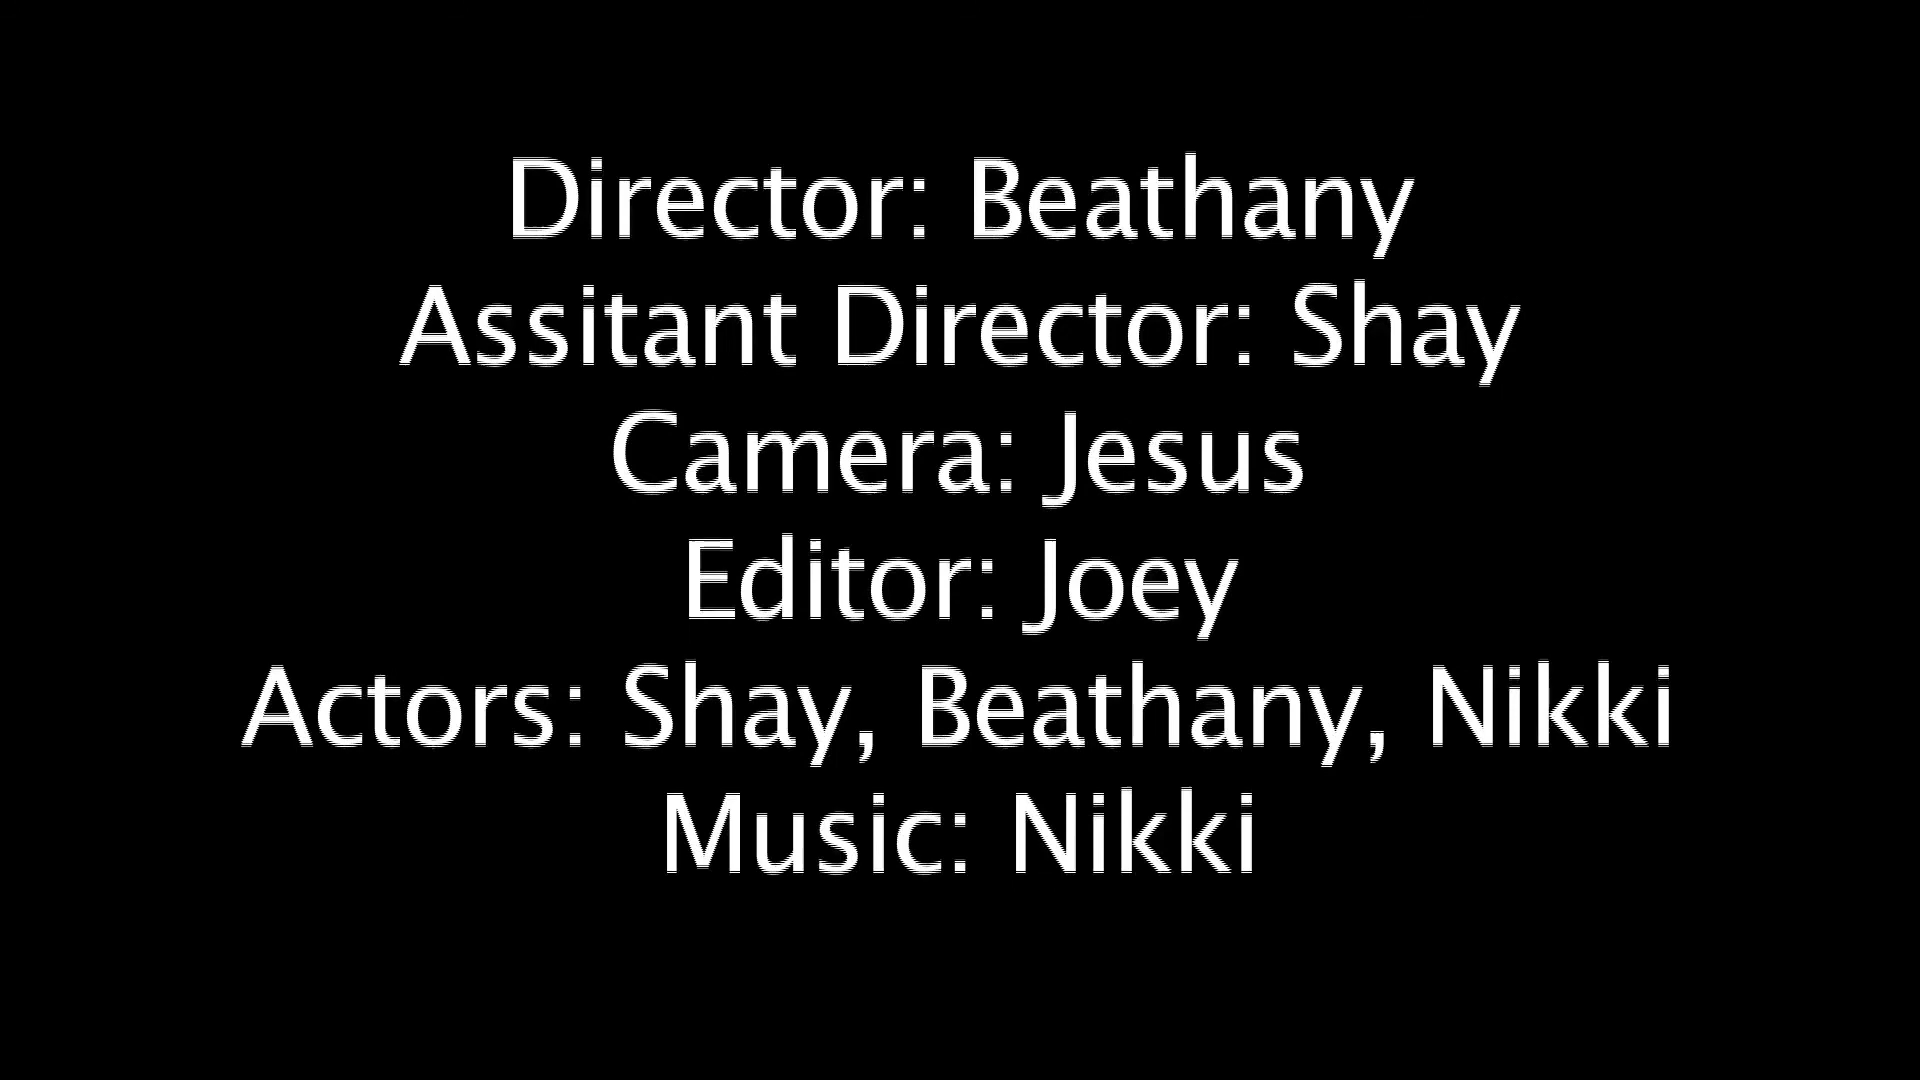 Director: Beathany
Assitant Director: Shay
Camera: Jesus
Editor: Joey
Actors: Shay, Beathany, Nikki
Music: Nikki